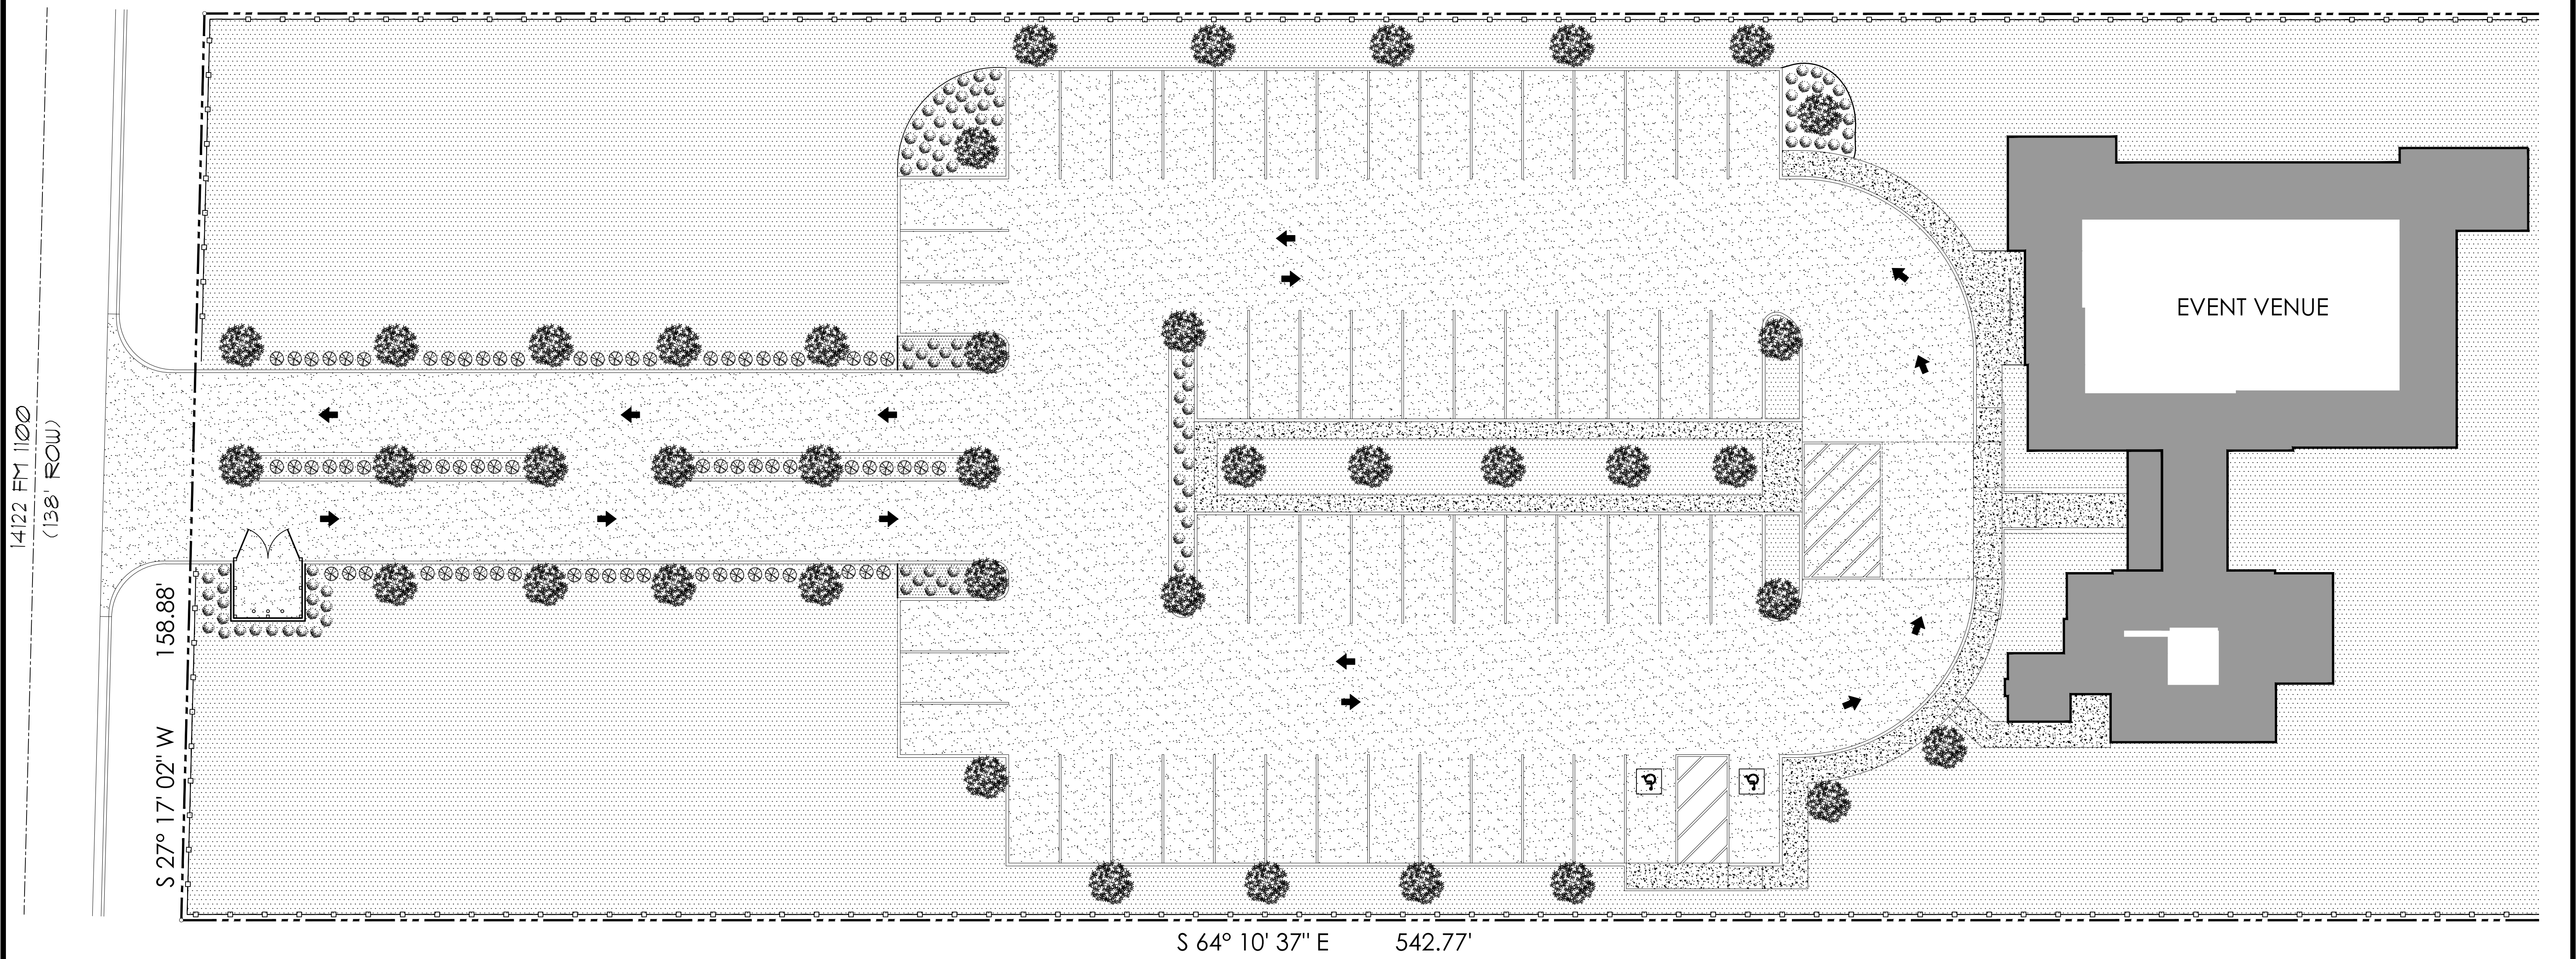 14122 FM 1100
(138' ROW)
S 27° 17' 02" W 158.88'
EVENT VENUE
S 64° 10' 37" E 542.77'